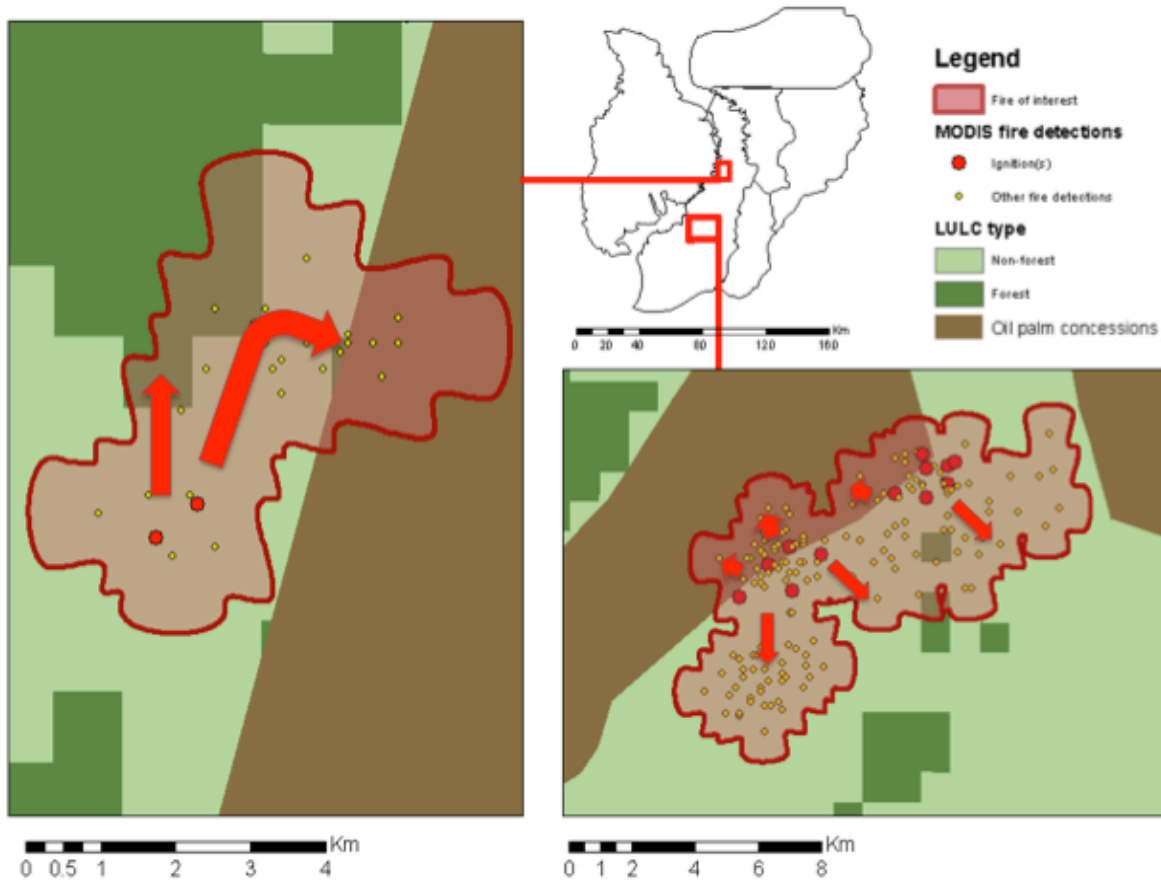 Legend
Fire of interest
MODIS fire detections
Ignition(s)
Other fire detections
LULC type
Non-forest
Forest
Oil palm concessions
Km
0 20 40 80 120 160
Km
0 0.5 1 2 3 4
Km
0 1 2 4 6 8